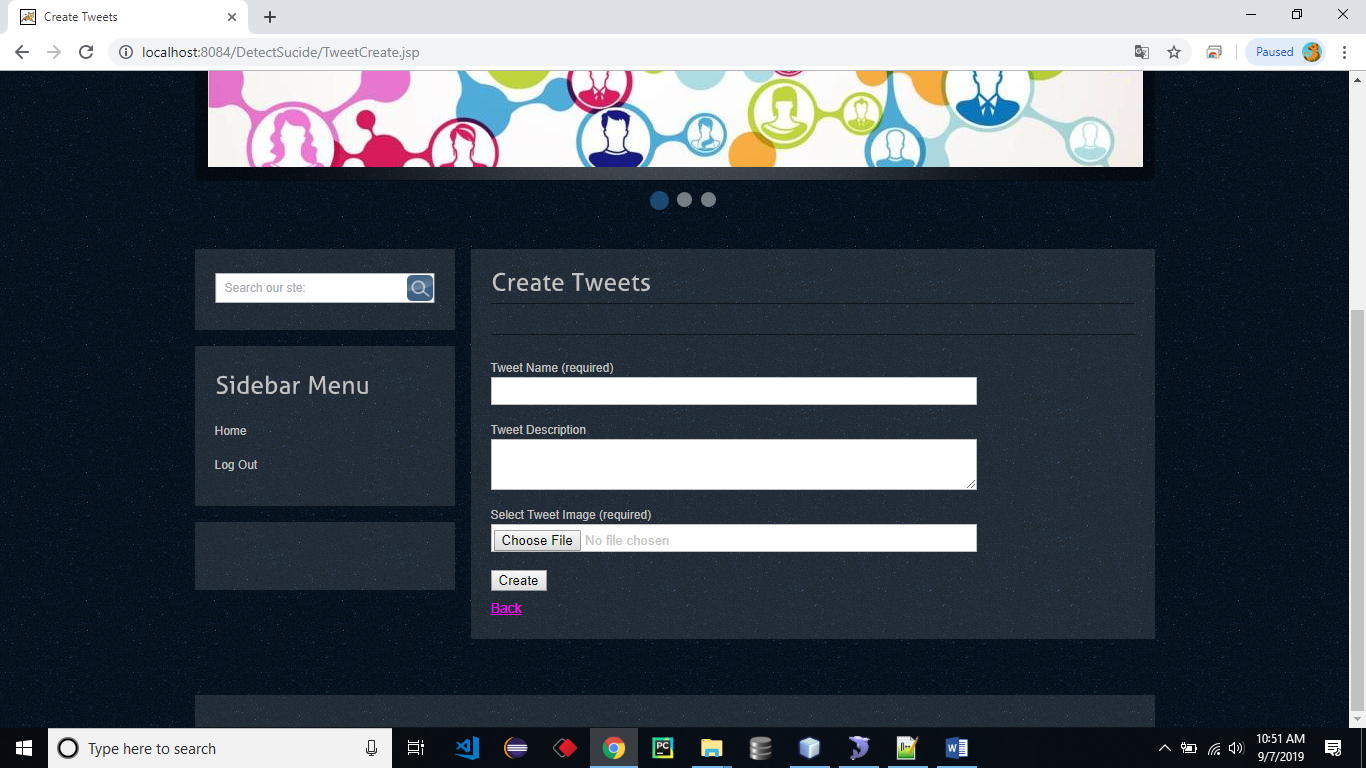 Create Tweets
localhost:8084/DetectSucide/TweetCreate.jsp
Paused
Search our ste:
Sidebar Menu
Home
Log Out
Create Tweets
Tweet Name (required)
Tweet Description
Select Tweet Image (required)
Choose File No file chosen
Create
Back
Type here to search
PC
10:51 AM
9/7/2019